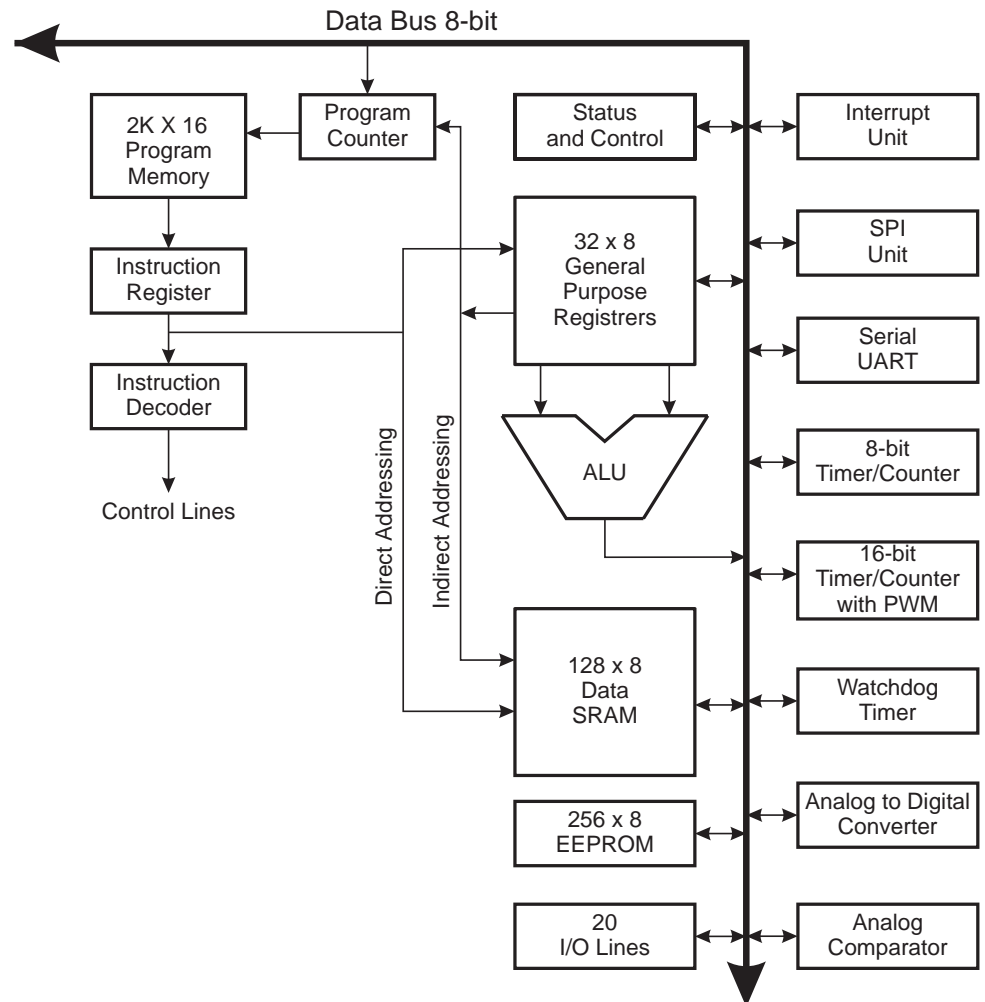 Data Bus 8-bit
2K X 16
Program
Memory
Program
Counter
Status
and Control
Interrupt
Unit
Instruction
Register
32 x 8
General
Purpose
Registrers
SPI
Unit
Serial
UART
Instruction
Decoder
Control Lines
Direct Addressing
Indirect Addressing
ALU
8-bit
Timer/Counter
16-bit
Timer/Counter
with PWM
128 x 8
Data
SRAM
Watchdog
Timer
256 x 8
EEPROM
Analog to Digital
Converter
20
I/O Lines
Analog
Comparator